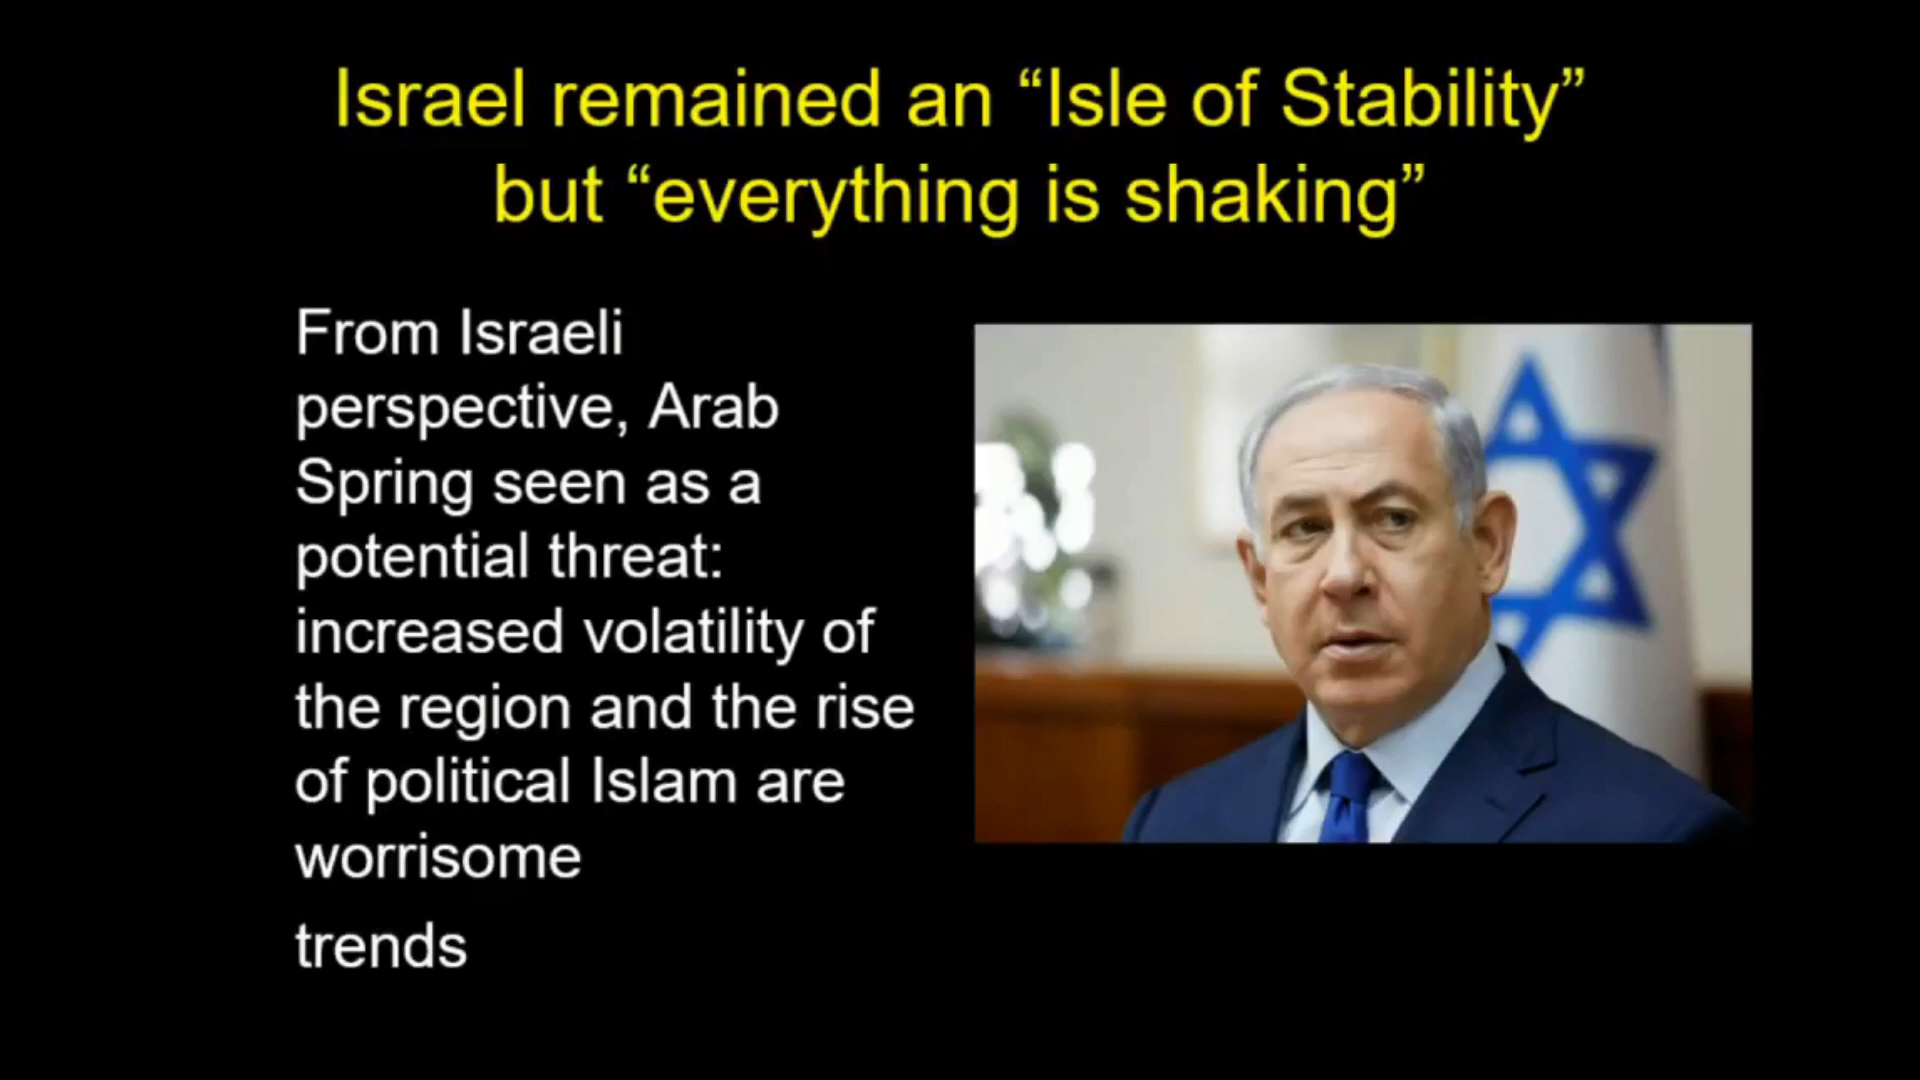 Israel remained an “Isle of Stability”
but “everything is shaking”
From Israeli
perspective, Arab
Spring seen as a
potential threat:
increased volatility of
the region and the rise
of political Islam are
worrisome
trends